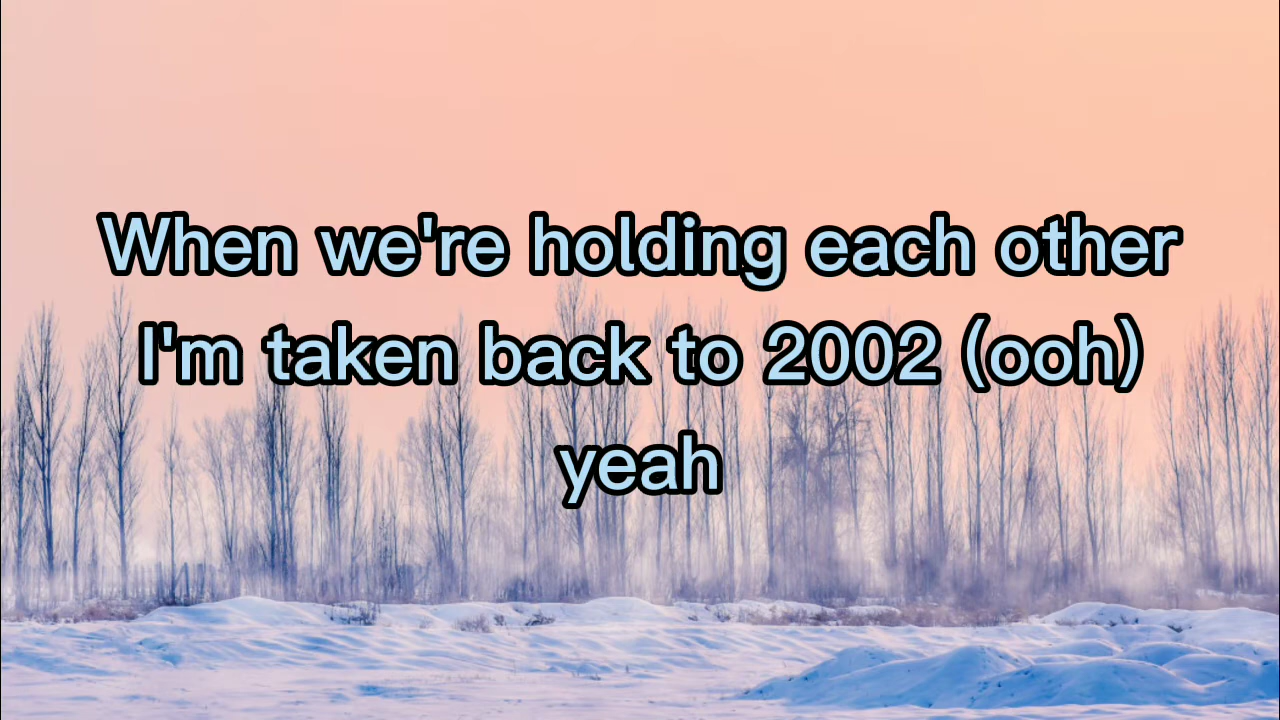 When we're holding each other
I'm taken back to 2002 (ooh)
yeah